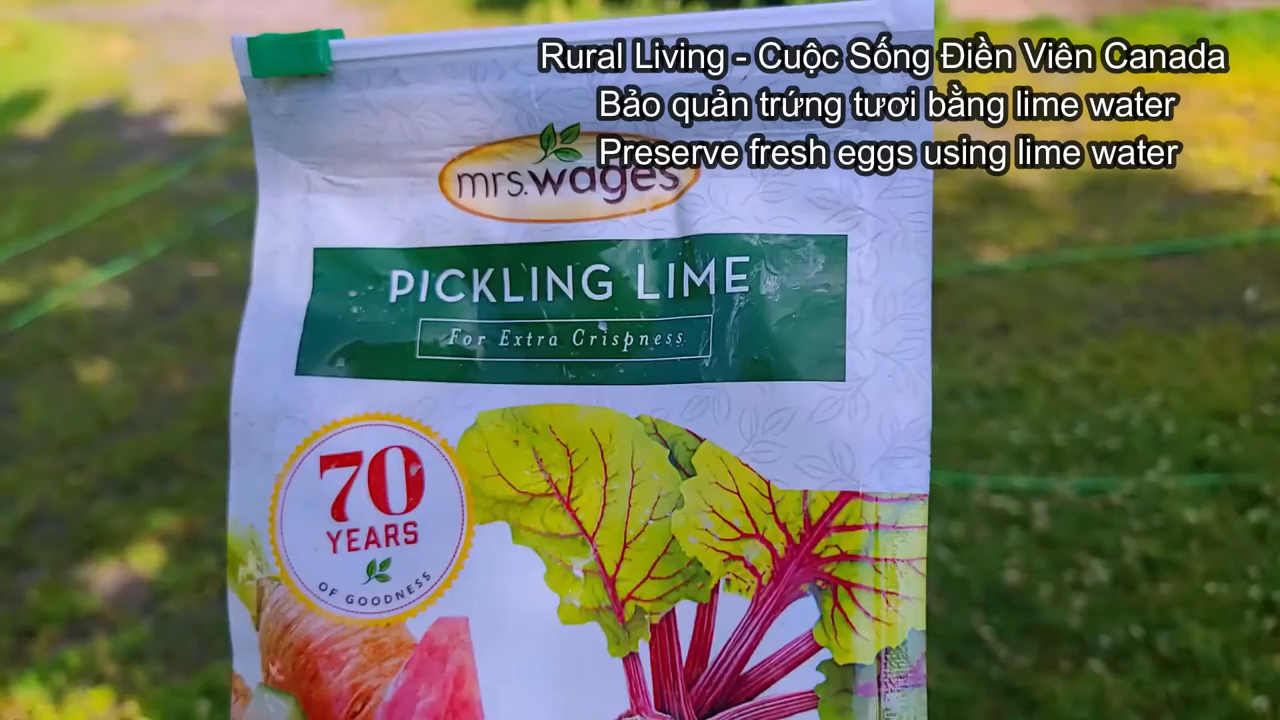 Rural Living - Cuộc Sống Điền Viên Canada
Bảo quản trứng tươi bằng lime water
Preserve fresh eggs using lime water
mrs.wages
PICKLING LIME
For Extra Crispness
70
YEARS
OF GOODNESS